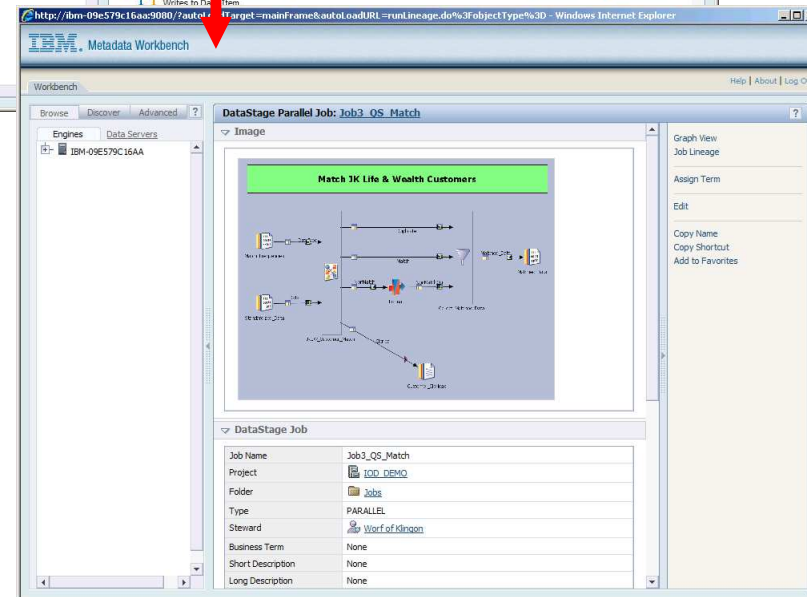 Writes to Data Item
http://ibm-09e579c16aa:9080/?autoLoadTarget=mainFrame&autoLoadURL=runLineage.do%3FobjectType%3D - Windows Internet Explorer
IBM. Metadata Workbench
Help | About | Log O
Workbench
Browse Discover Advanced ?
DataStage Parallel Job: Job3_QS_Match ?
Engines Data Servers
IBM-09E579C16AA
Image
Match JK Life & Wealth Customers
Match
DataStage Job
Job Name Job3_QS_Match
Project IOD_DEMO
Folder Jobs
Type PARALLEL
Steward Worf of Klingon
Business Term None
Short Description None
Long Description None
Graph View
Job Lineage
Assign Term
Edit
Copy Name
Copy Shortcut
Add to Favorites